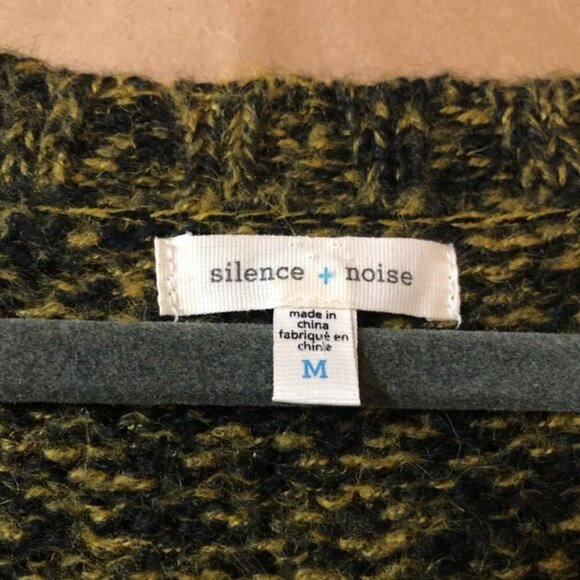 silence + noise
made in
china
fabriqué en
chine
M